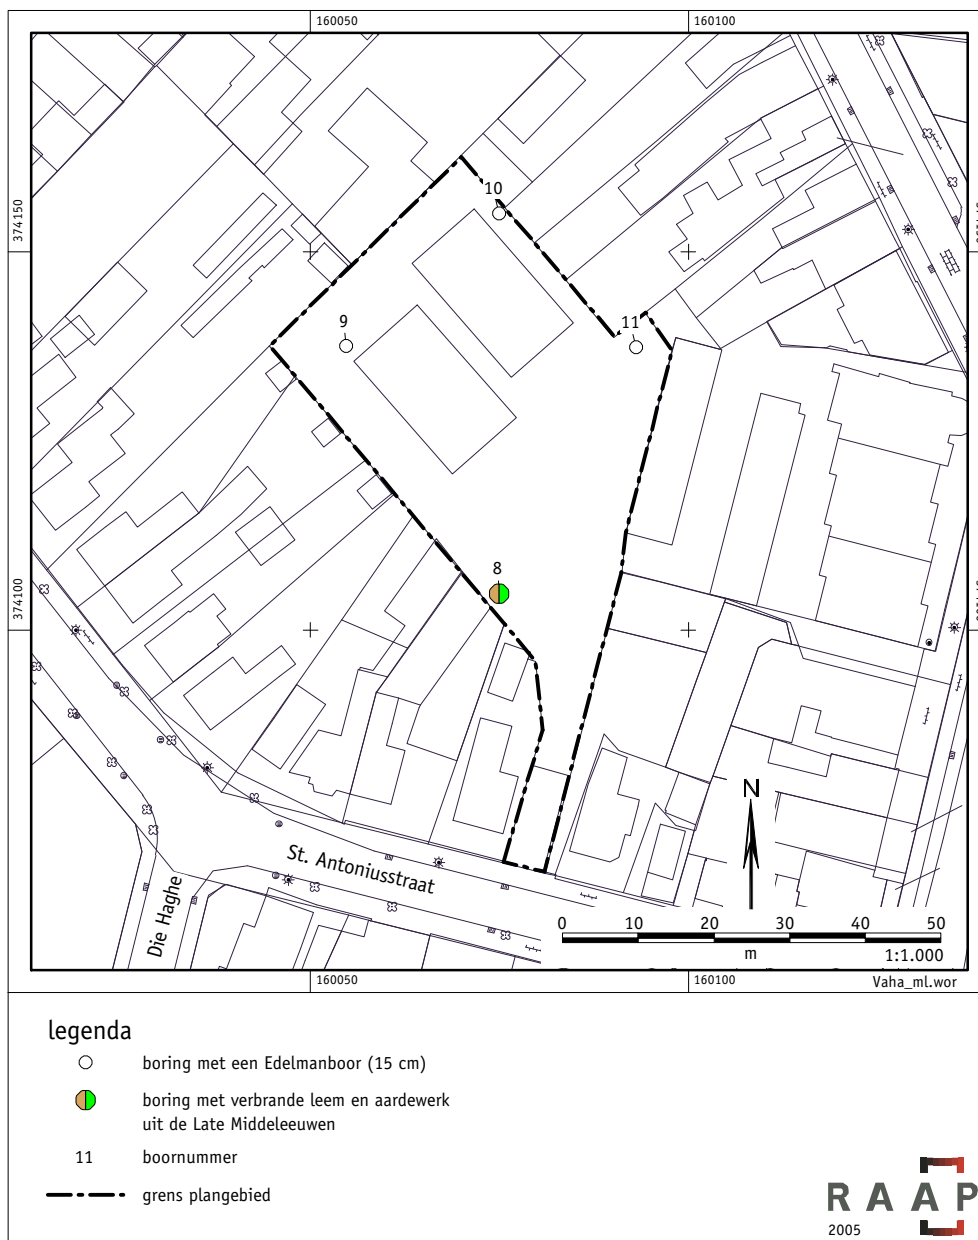 160050
160100
374150
10
9
11
8
374100
St. Antoniusstraat
Die Haghe
N
0 10 20 30 40 50
m
1:1.000
160050
160100
Vaha_ml.wor
legenda
boring met een Edelmanboor (15 cm)
boring met verbrande leem en aardewerk
uit de Late Middeleeuwen
11 boornummer
grens plangebied
RAAP
2005